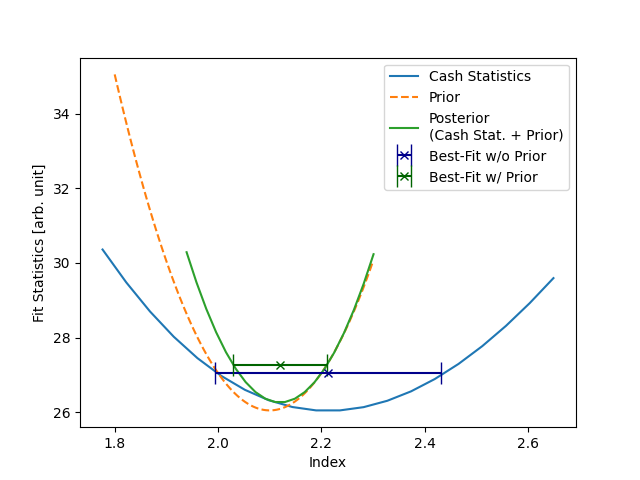 Cash Statistics
Prior
Posterior
(Cash Stat. + Prior)
Best-Fit w/o Prior
Best-Fit w/ Prior
Fit Statistics [arb. unit]
34
32
30
28
26
1.8
2.0
2.2
2.4
2.6
Index